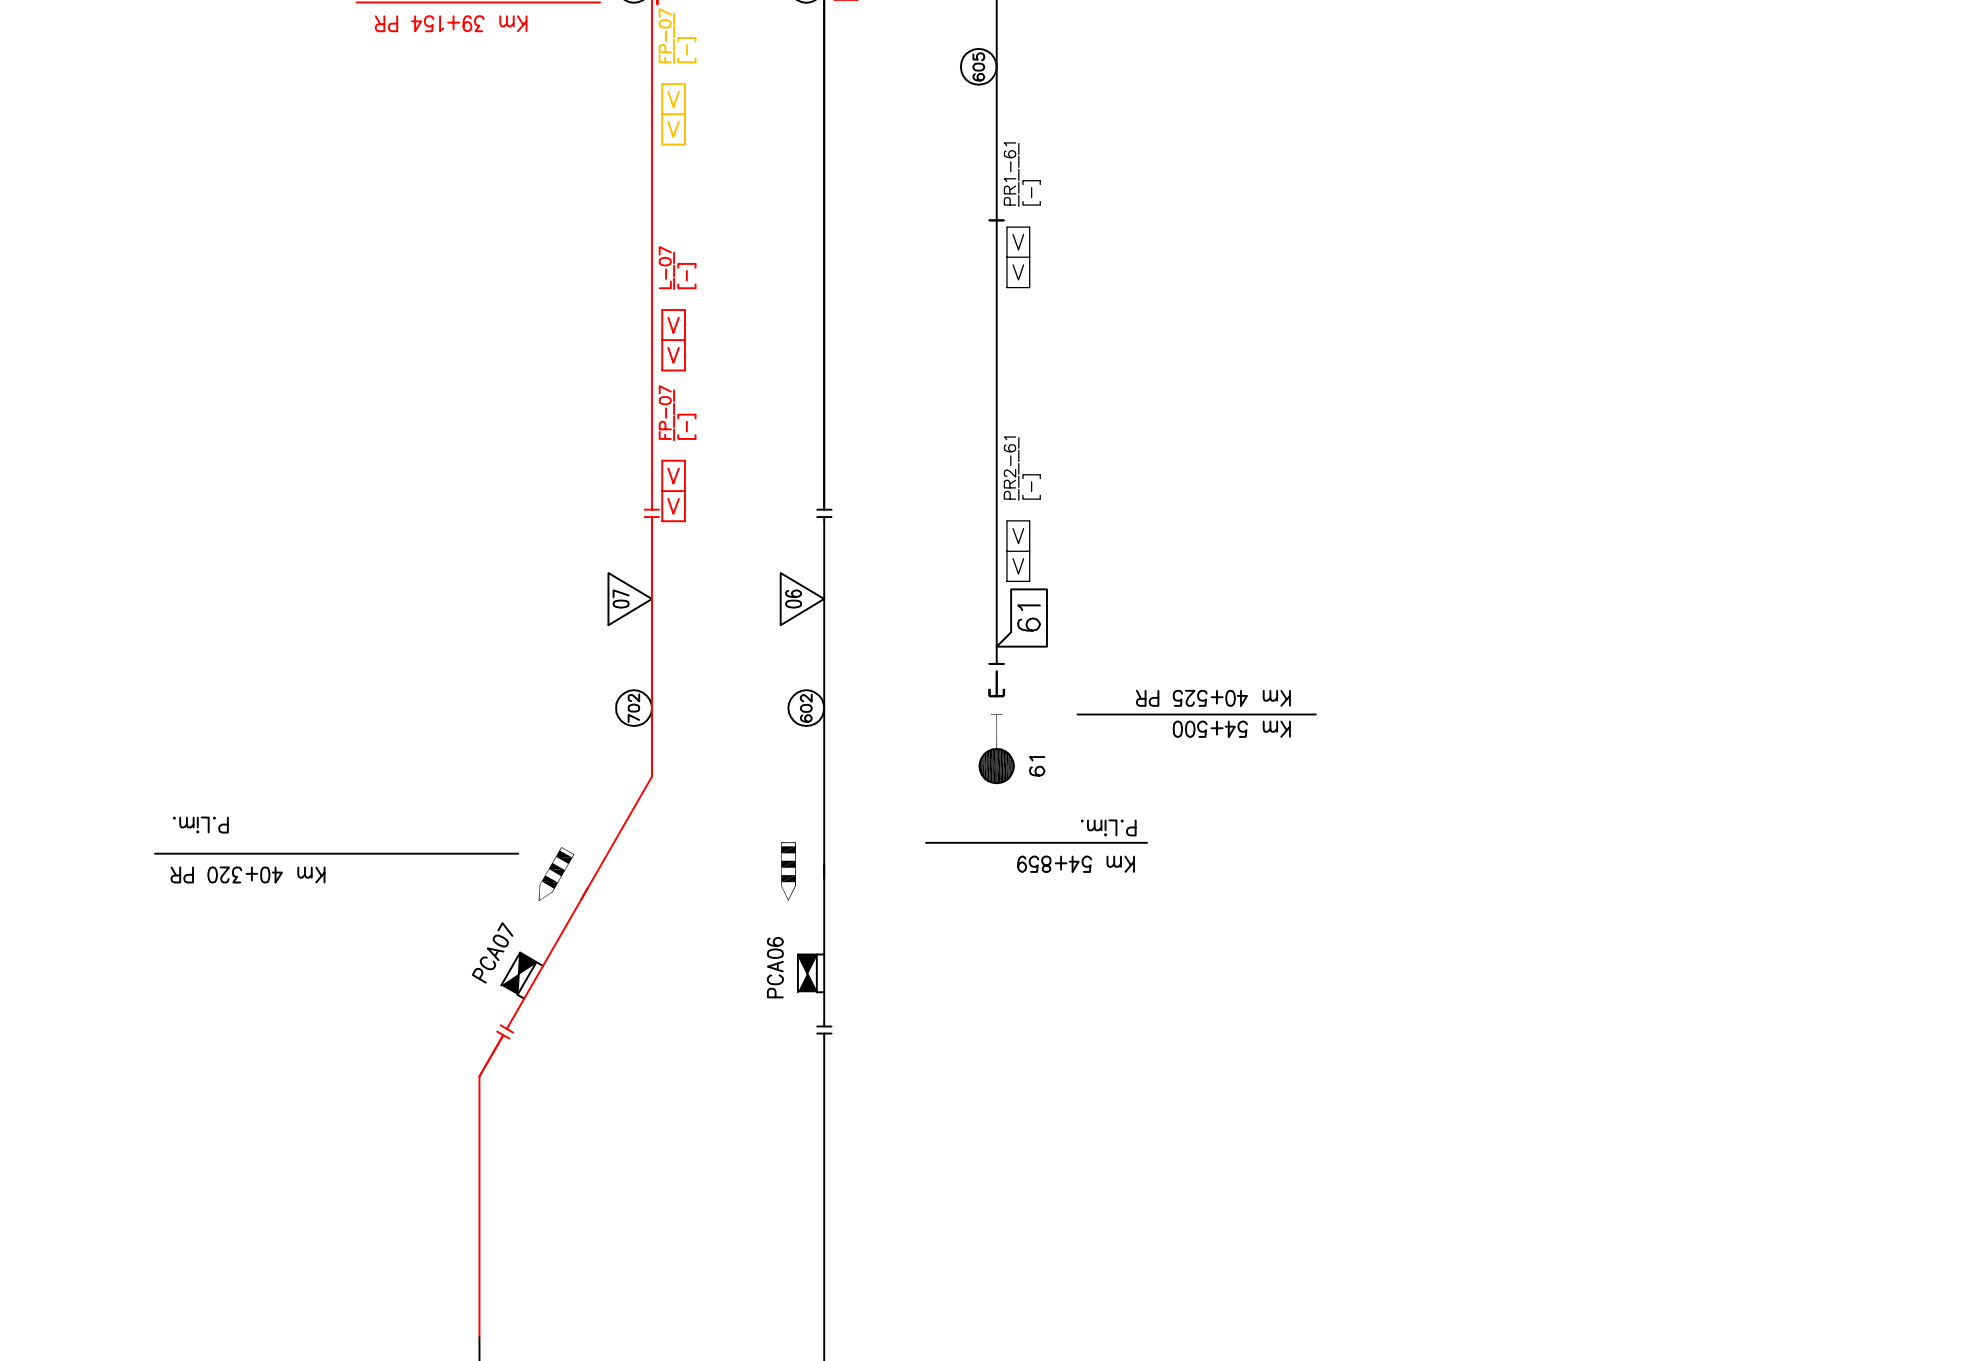 Km 39+154 PR
FP-07
[-]
605
PR1-61
[-]
L-07
[-]
FP-07
[-]
PR2-61
[-]
07
06
61
702
602
Km 40+525 PR
Km 54+500
61
P.Lim.
Km 40+320 PR
P.Lim.
Km 54+859
PCA07
PCA06